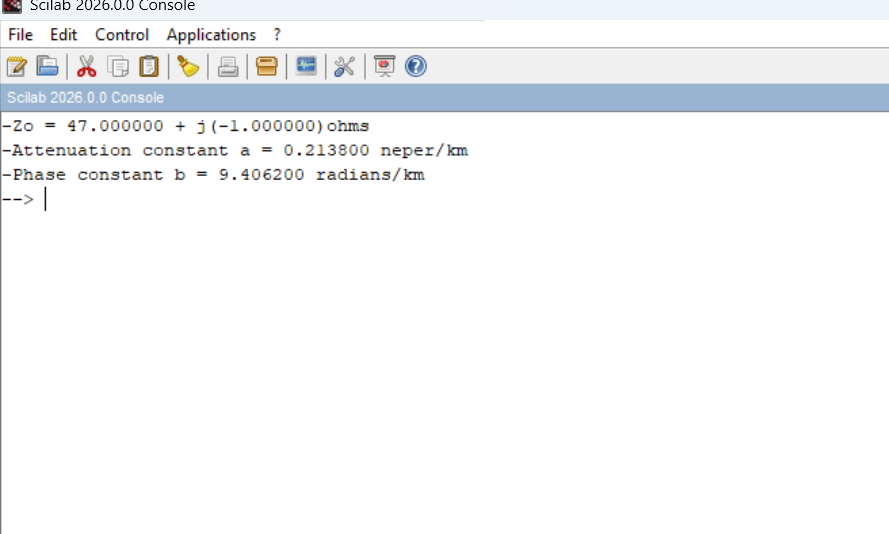 Scilab 2026.0.0 Console
File Edit Control Applications ?
Scilab 2026.0.0 Console
-Zo = 47.000000 + j(-1.000000)ohms
-Attenuation constant a = 0.213800 neper/km
-Phase constant b = 9.406200 radians/km
-->